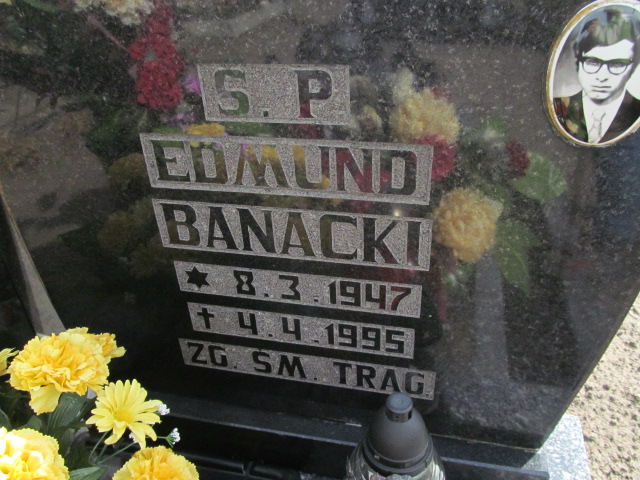 S. P
EDMUND
BANACKI
✶ 8.3.1947
✝ 4.4.1995
ZG. SM. TRAG